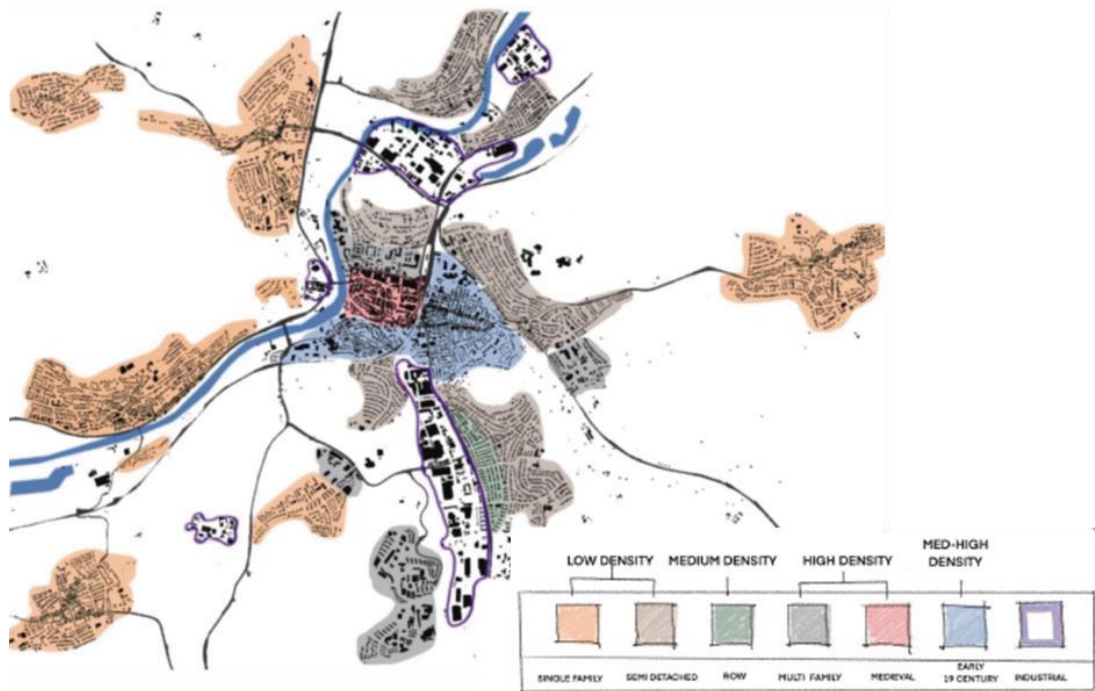 LOW DENSITY MEDIUM DENSITY HIGH DENSITY MED-HIGH DENSITY
SINGLE FAMILY SEMI DETACHED ROW MULTI FAMILY MEDIEVAL EARLY 19 CENTURY INDUSTRIAL